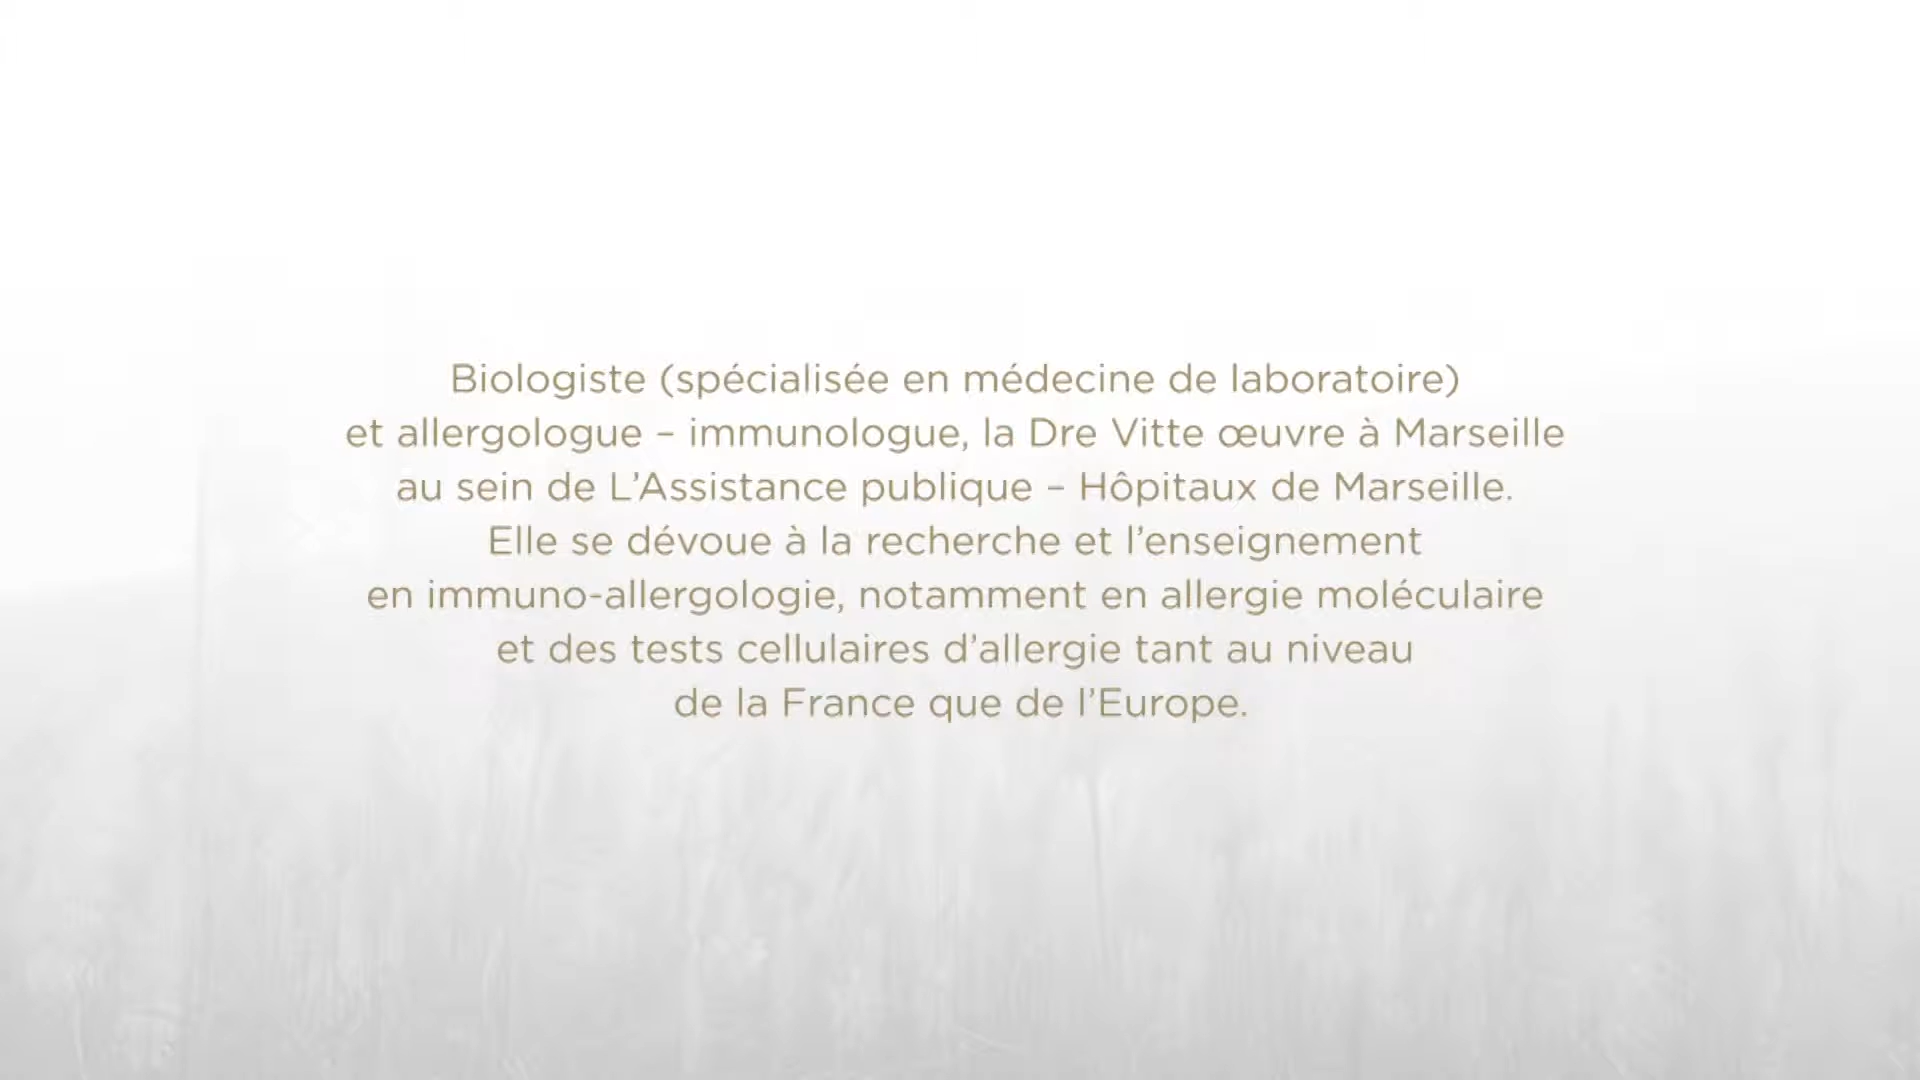 Biologiste (spécialisée en médecine de laboratoire)
et allergologue – immunologue, la Dre Vitte œuvre à Marseille
au sein de L’Assistance publique – Hôpitaux de Marseille.
Elle se dévoue à la recherche et l’enseignement
en immuno-allergologie, notamment en allergie moléculaire
et des tests cellulaires d’allergie tant au niveau
de la France que de l’Europe.